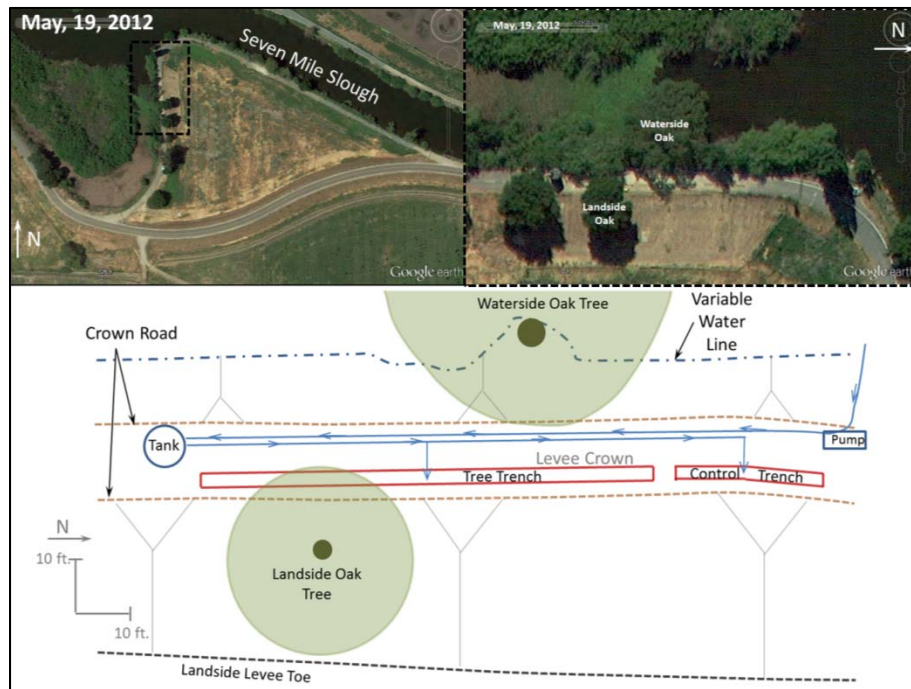 May, 19, 2012
Seven Mile Slough
N
Google earth
May, 19, 2012
N
Waterside
Oak
Landside
Oak
Google earth
Waterside Oak Tree
Variable
Water
Line
Crown Road
Tank
Pump
Levee Crown
Tree Trench
Control
Trench
N
10 ft.
10 ft.
Landside Oak
Tree
Landside Levee Toe